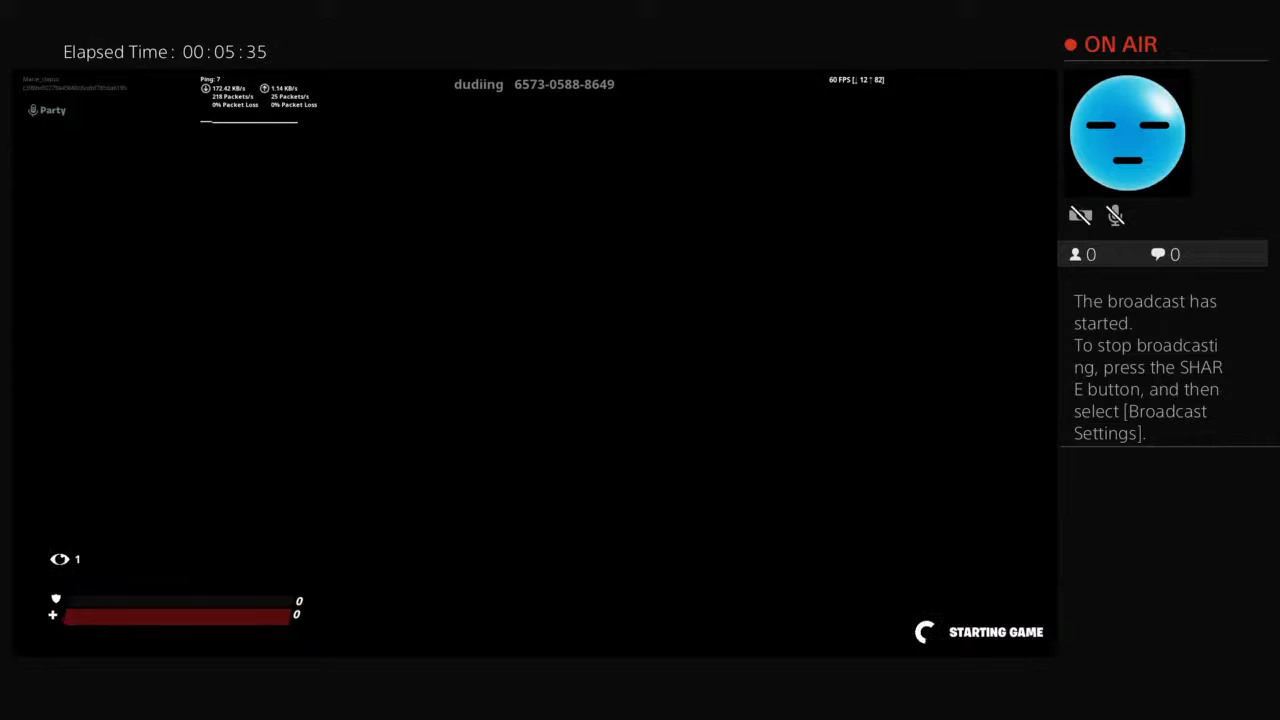 Elapsed Time: 00:05:35
ON AIR
Ping: 7
172.42 KB/s 1.14 KB/s
218 Packets/s 25 Packets/s
0% Packet Loss 0% Packet Loss
dudiing 6573-0588-8649
60 FPS [↓ 12 ↑ 82]
Party
0 0
The broadcast has
started.
To stop broadcasti
ng, press the SHAR
E button, and then
select [Broadcast
Settings].
1
0
0
STARTING GAME